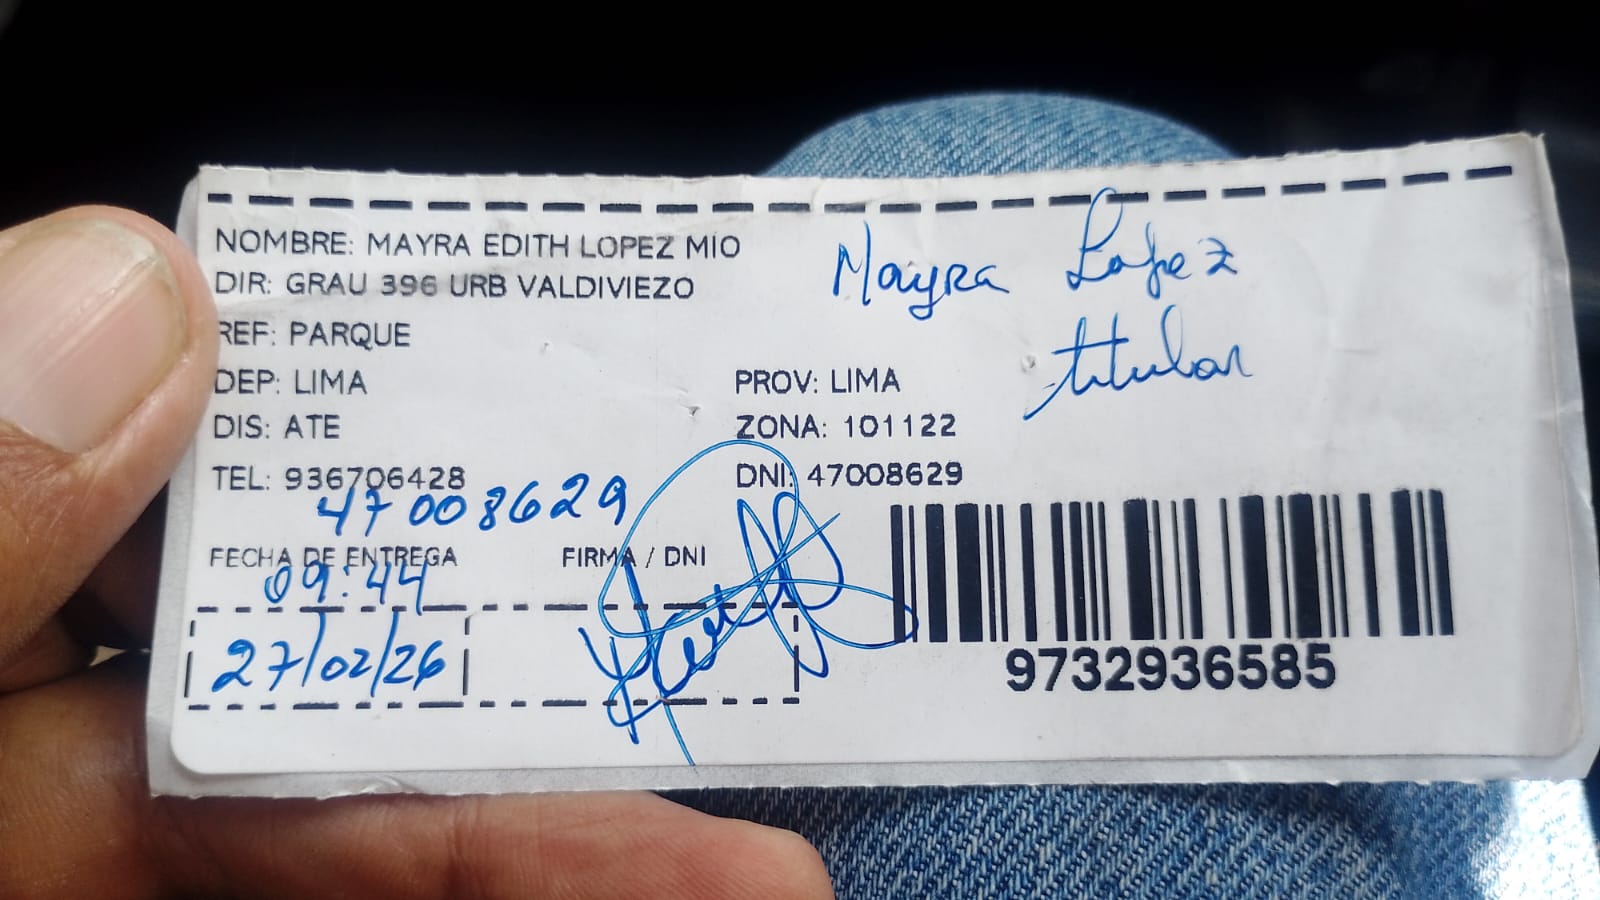 NOMBRE: MAYRA EDITH LOPEZ MIO
DIR: GRAU 396 URB VALDIVIEZO
Mayra Lopez
REF: PARQUE
titular
DEP: LIMA PROV: LIMA
DIS: ATE ZONA: 101122
TEL: 936706428 DNI: 47008629
47008629
FECHA DE ENTREGA FIRMA / DNI
09:44
27/02/26
9732936585